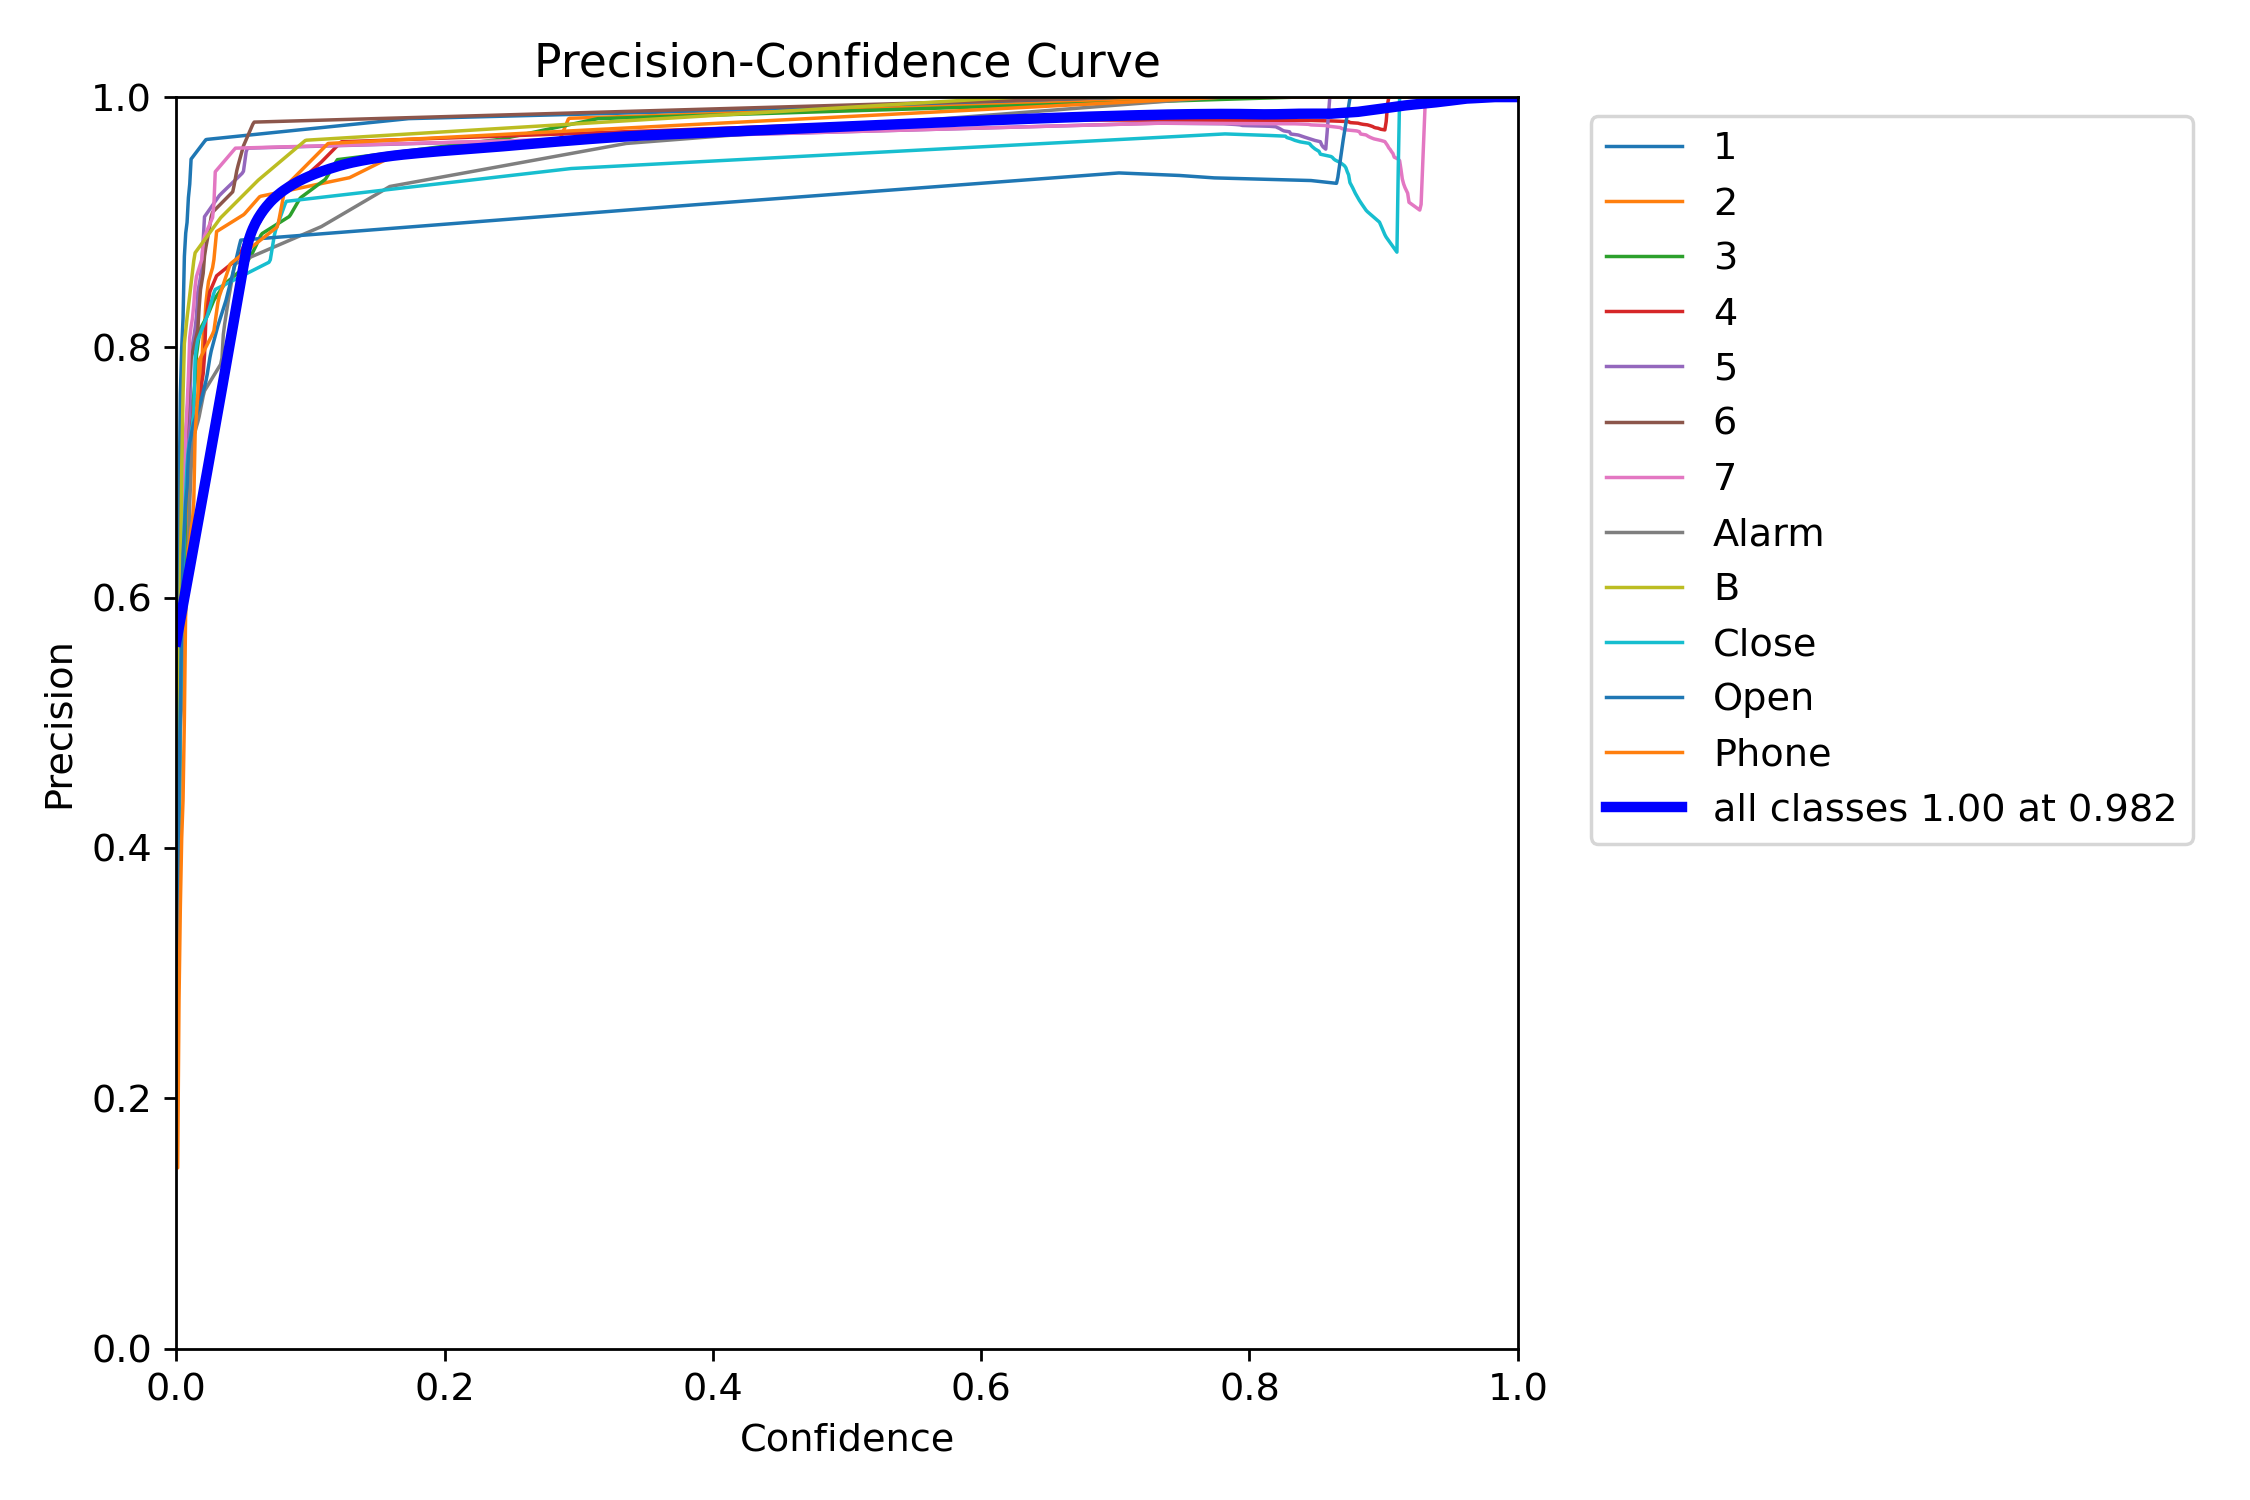 Precision-Confidence Curve
1.0
0.8
0.6
0.4
0.2
0.0
Precision
0.0 0.2 0.4 0.6 0.8 1.0
Confidence
1
2
3
4
5
6
7
Alarm
B
Close
Open
Phone
all classes 1.00 at 0.982